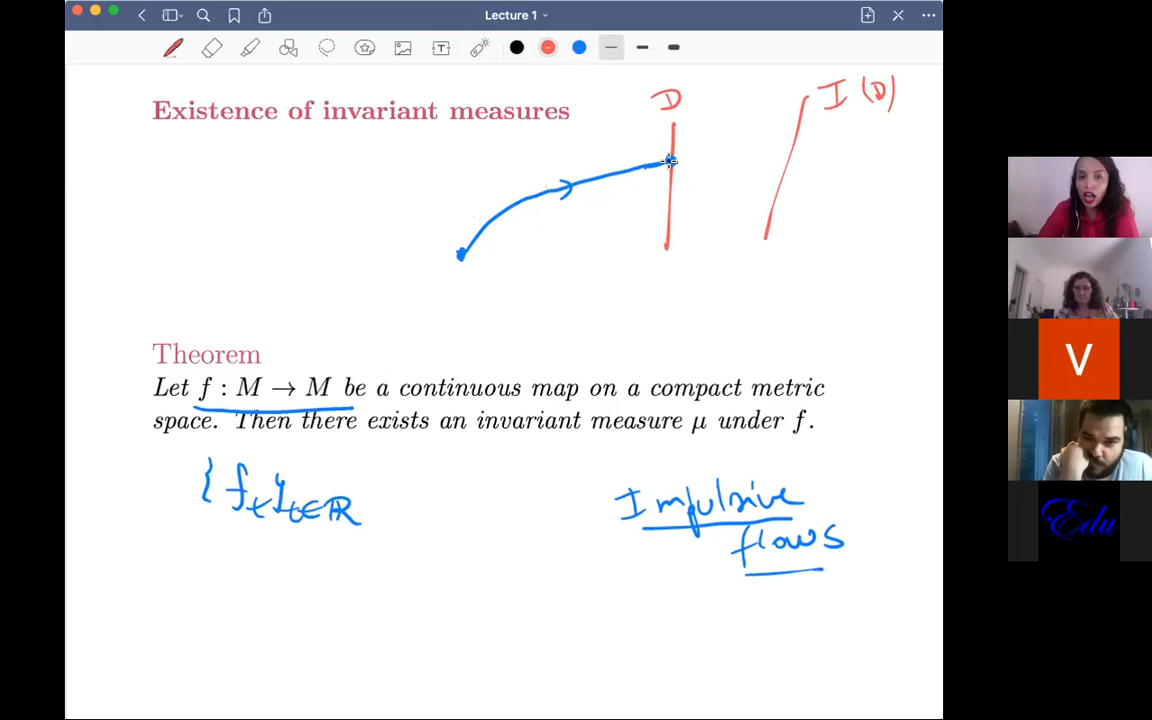 Lecture 1
Existence of invariant measures
D
I (D)
Theorem
Let f : M → M be a continuous map on a compact metric
space. Then there exists an invariant measure μ under f.
{f_t}_{t∈ℝ}
Impulsive
flows
V
Edu